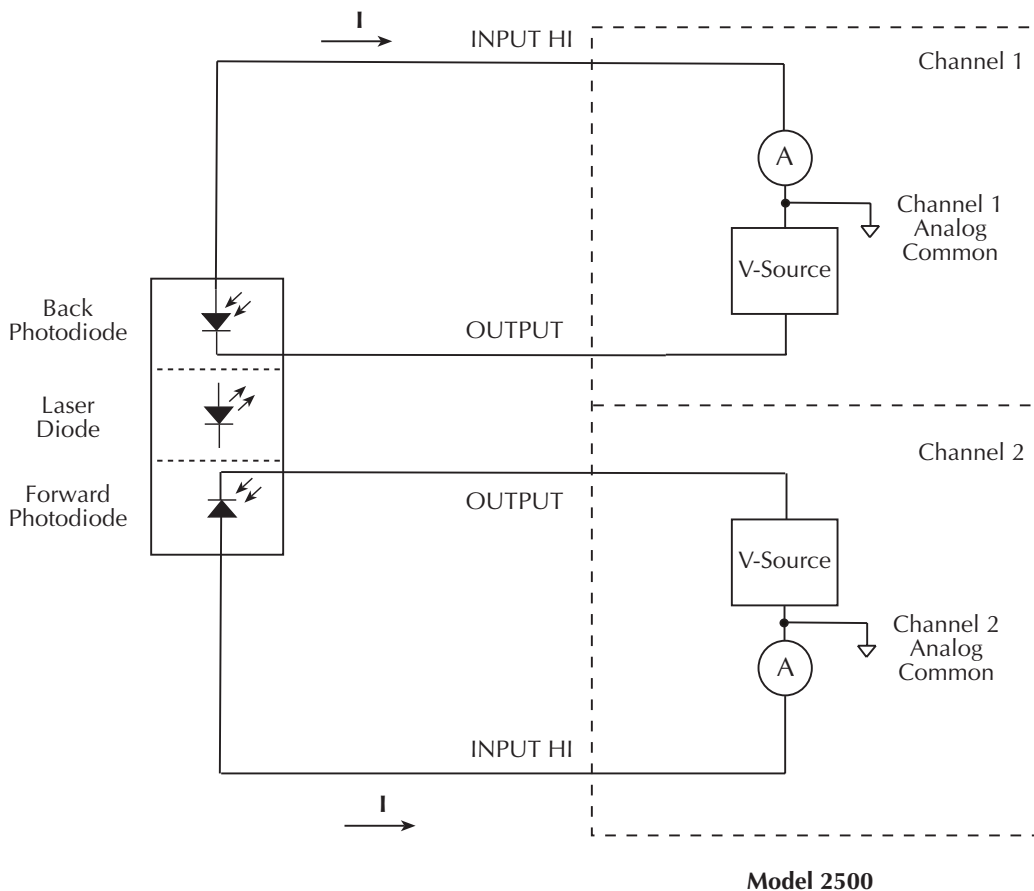 I
INPUT HI
Channel 1
A
Channel 1
Analog
Common
V-Source
Back
Photodiode
OUTPUT
Laser
Diode
Channel 2
Forward
Photodiode
OUTPUT
V-Source
Channel 2
Analog
Common
A
INPUT HI
I
Model 2500